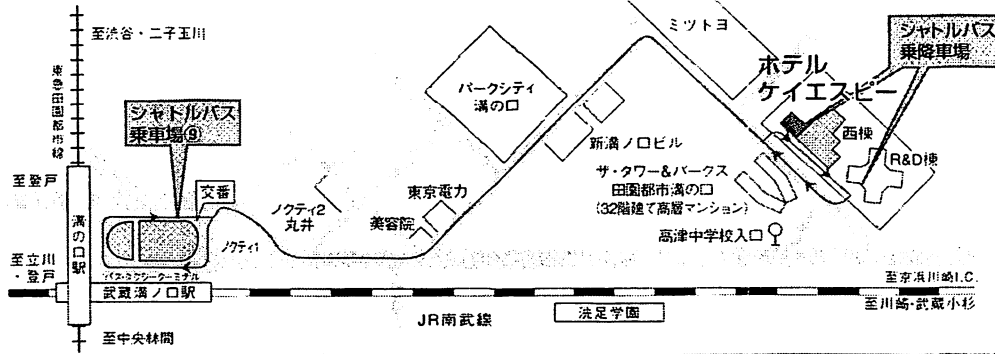 至渋谷・二子玉川
東急田園都市線
シャトルバス
乗車場⑨
交番
至登戸
溝の口駅
至立川
・登戸
バス・タクシーターミナル
武蔵溝ノ口駅
至中央林間
ノクティ1
ノクティ2
丸井
美容院
東京電力
パークシティ
溝の口
新溝ノ口ビル
ミツトヨ
ホテル
ケイエスピー
シャトルバス
乗降車場
西棟
R&D棟
ザ・タワー&パークス
田園都市溝の口
(32階建て高層マンション)
高津中学校入口
至京浜川崎I.C.
至川崎・武蔵小杉
JR南武線
洗足学園